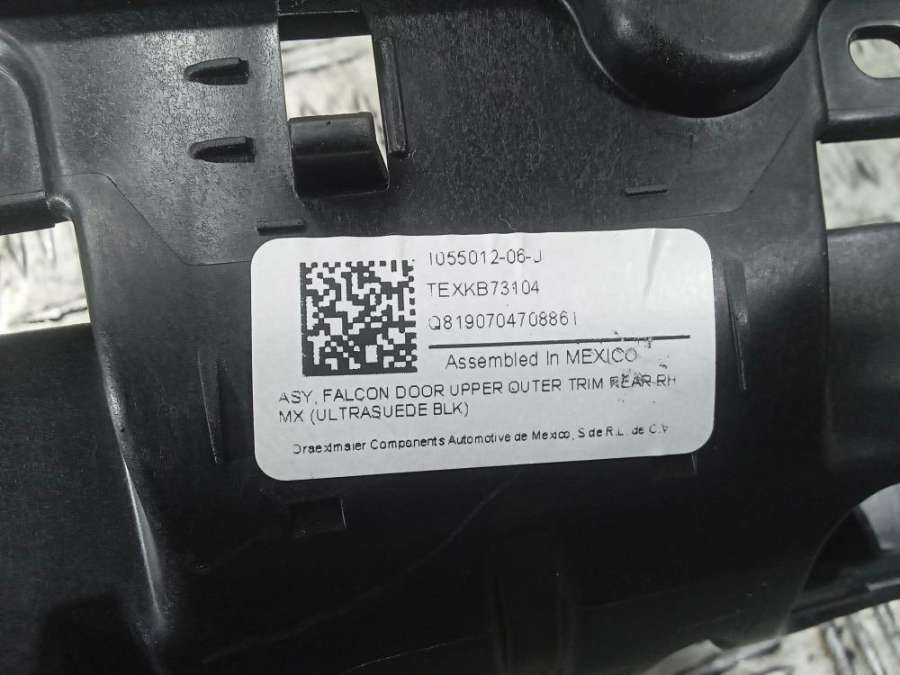 1055012-06-J
TEXKB73104
Q8190704708861
Assembled In MEXICO
ASY, FALCON DOOR UPPER OUTER TRIM REAR RH
MX (ULTRASUEDE BLK)
Draexlmaier Components Automotive de Mexico, S de R.L. de C.V